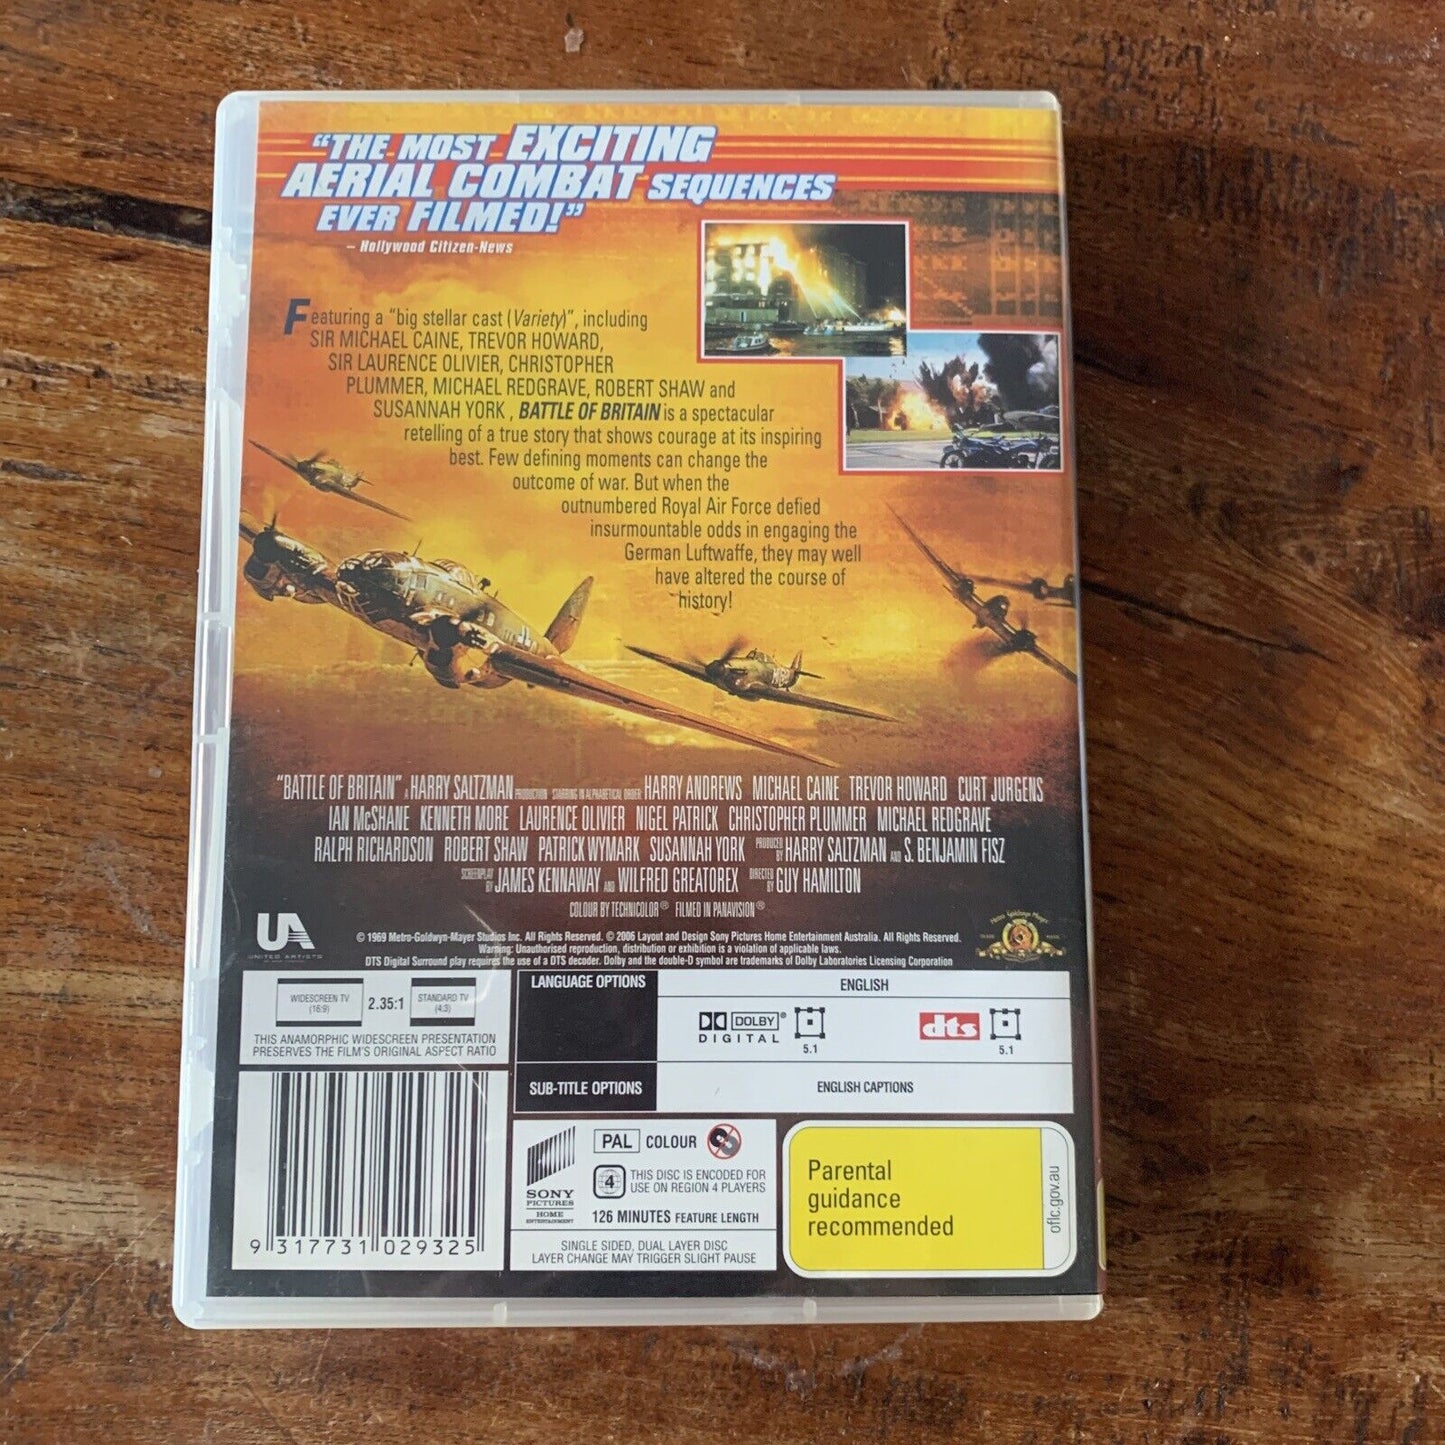 "THE MOST EXCITING
AERIAL COMBAT SEQUENCES
EVER FILMED!"
– Hollywood Citizen-News
Featuring a "big stellar cast (Variety)", including
SIR MICHAEL CAINE, TREVOR HOWARD,
SIR LAURENCE OLIVIER, CHRISTOPHER
PLUMMER, MICHAEL REDGRAVE, ROBERT SHAW and
SUSANNAH YORK , BATTLE OF BRITAIN is a spectacular
retelling of a true story that shows courage at its inspiring
best. Few defining moments can change the
outcome of war. But when the
outnumbered Royal Air Force defied
insurmountable odds in engaging the
German Luftwaffe, they may well
have altered the course of
history!
"BATTLE OF BRITAIN" A HARRY SALTZMAN PRODUCTION STARRING IN ALPHABETICAL ORDER: HARRY ANDREWS MICHAEL CAINE TREVOR HOWARD CURT JURGENS
IAN McSHANE KENNETH MORE LAURENCE OLIVIER NIGEL PATRICK CHRISTOPHER PLUMMER MICHAEL REDGRAVE
RALPH RICHARDSON ROBERT SHAW PATRICK WYMARK SUSANNAH YORK PRODUCED BY HARRY SALTZMAN AND S. BENJAMIN FISZ
SCREENPLAY BY JAMES KENNAWAY AND WILFRED GREATOREX DIRECTED BY GUY HAMILTON
COLOUR BY TECHNICOLOR® FILMED IN PANAVISION®
UA
UNITED ARTISTS
© 1969 Metro-Goldwyn-Mayer Studios Inc. All Rights Reserved. © 2006 Layout and Design Sony Pictures Home Entertainment Australia. All Rights Reserved.
Warning: Unauthorised reproduction, distribution or exhibition is a violation of applicable laws.
DTS Digital Surround play requires the use of a DTS decoder. Dolby and the double-D symbol are trademarks of Dolby Laboratories Licensing Corporation
Metro Goldwyn Mayer
WIDESCREEN TV
(16:9)
2.35:1
STANDARD TV
(4:3)
THIS ANAMORPHIC WIDESCREEN PRESENTATION
PRESERVES THE FILM'S ORIGINAL ASPECT RATIO
LANGUAGE OPTIONS
ENGLISH
DOLBY®
DIGITAL
5.1
dts
5.1
SUB-TITLE OPTIONS
ENGLISH CAPTIONS
9 317731 029325
SONY
PICTURES
HOME
ENTERTAINMENT
PAL COLOUR
4
THIS DISC IS ENCODED FOR
USE ON REGION 4 PLAYERS
126 MINUTES FEATURE LENGTH
SINGLE SIDED, DUAL LAYER DISC
LAYER CHANGE MAY TRIGGER SLIGHT PAUSE
Parental
guidance
recommended
oflc.gov.au